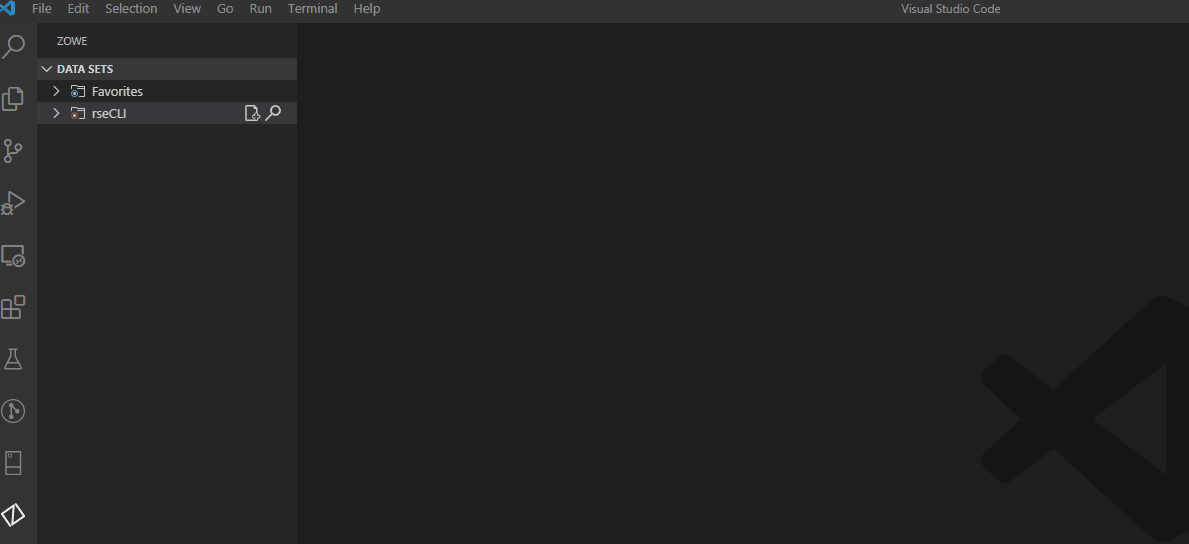 File Edit Selection View Go Run Terminal Help Visual Studio Code
ZOWE
DATA SETS
Favorites
rseCLI